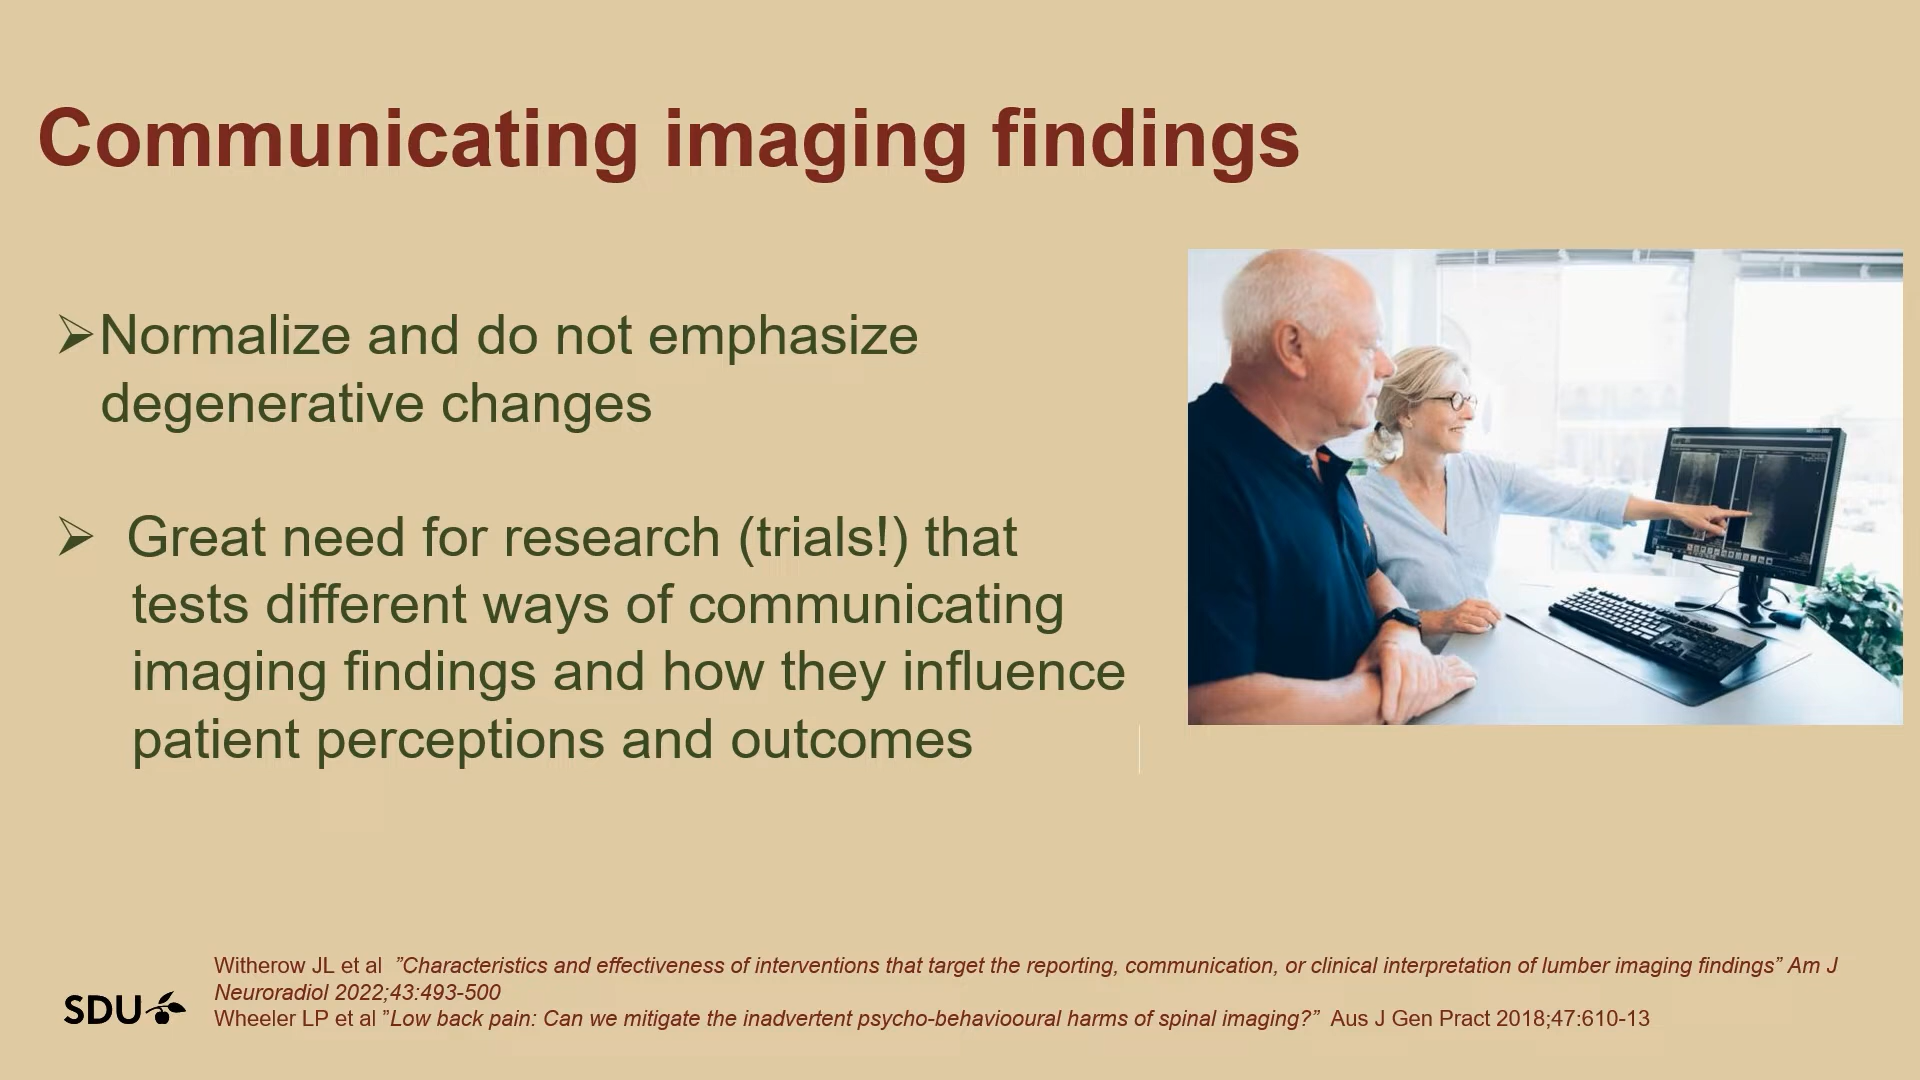 Communicating imaging findings
➢Normalize and do not emphasize
degenerative changes
➢ Great need for research (trials!) that
tests different ways of communicating
imaging findings and how they influence
patient perceptions and outcomes
Witherow JL et al ”Characteristics and effectiveness of interventions that target the reporting, communication, or clinical interpretation of lumber imaging findings” Am J
Neuroradiol 2022;43:493-500
Wheeler LP et al ”Low back pain: Can we mitigate the inadvertent psycho-behaviooural harms of spinal imaging?” Aus J Gen Pract 2018;47:610-13
SDU